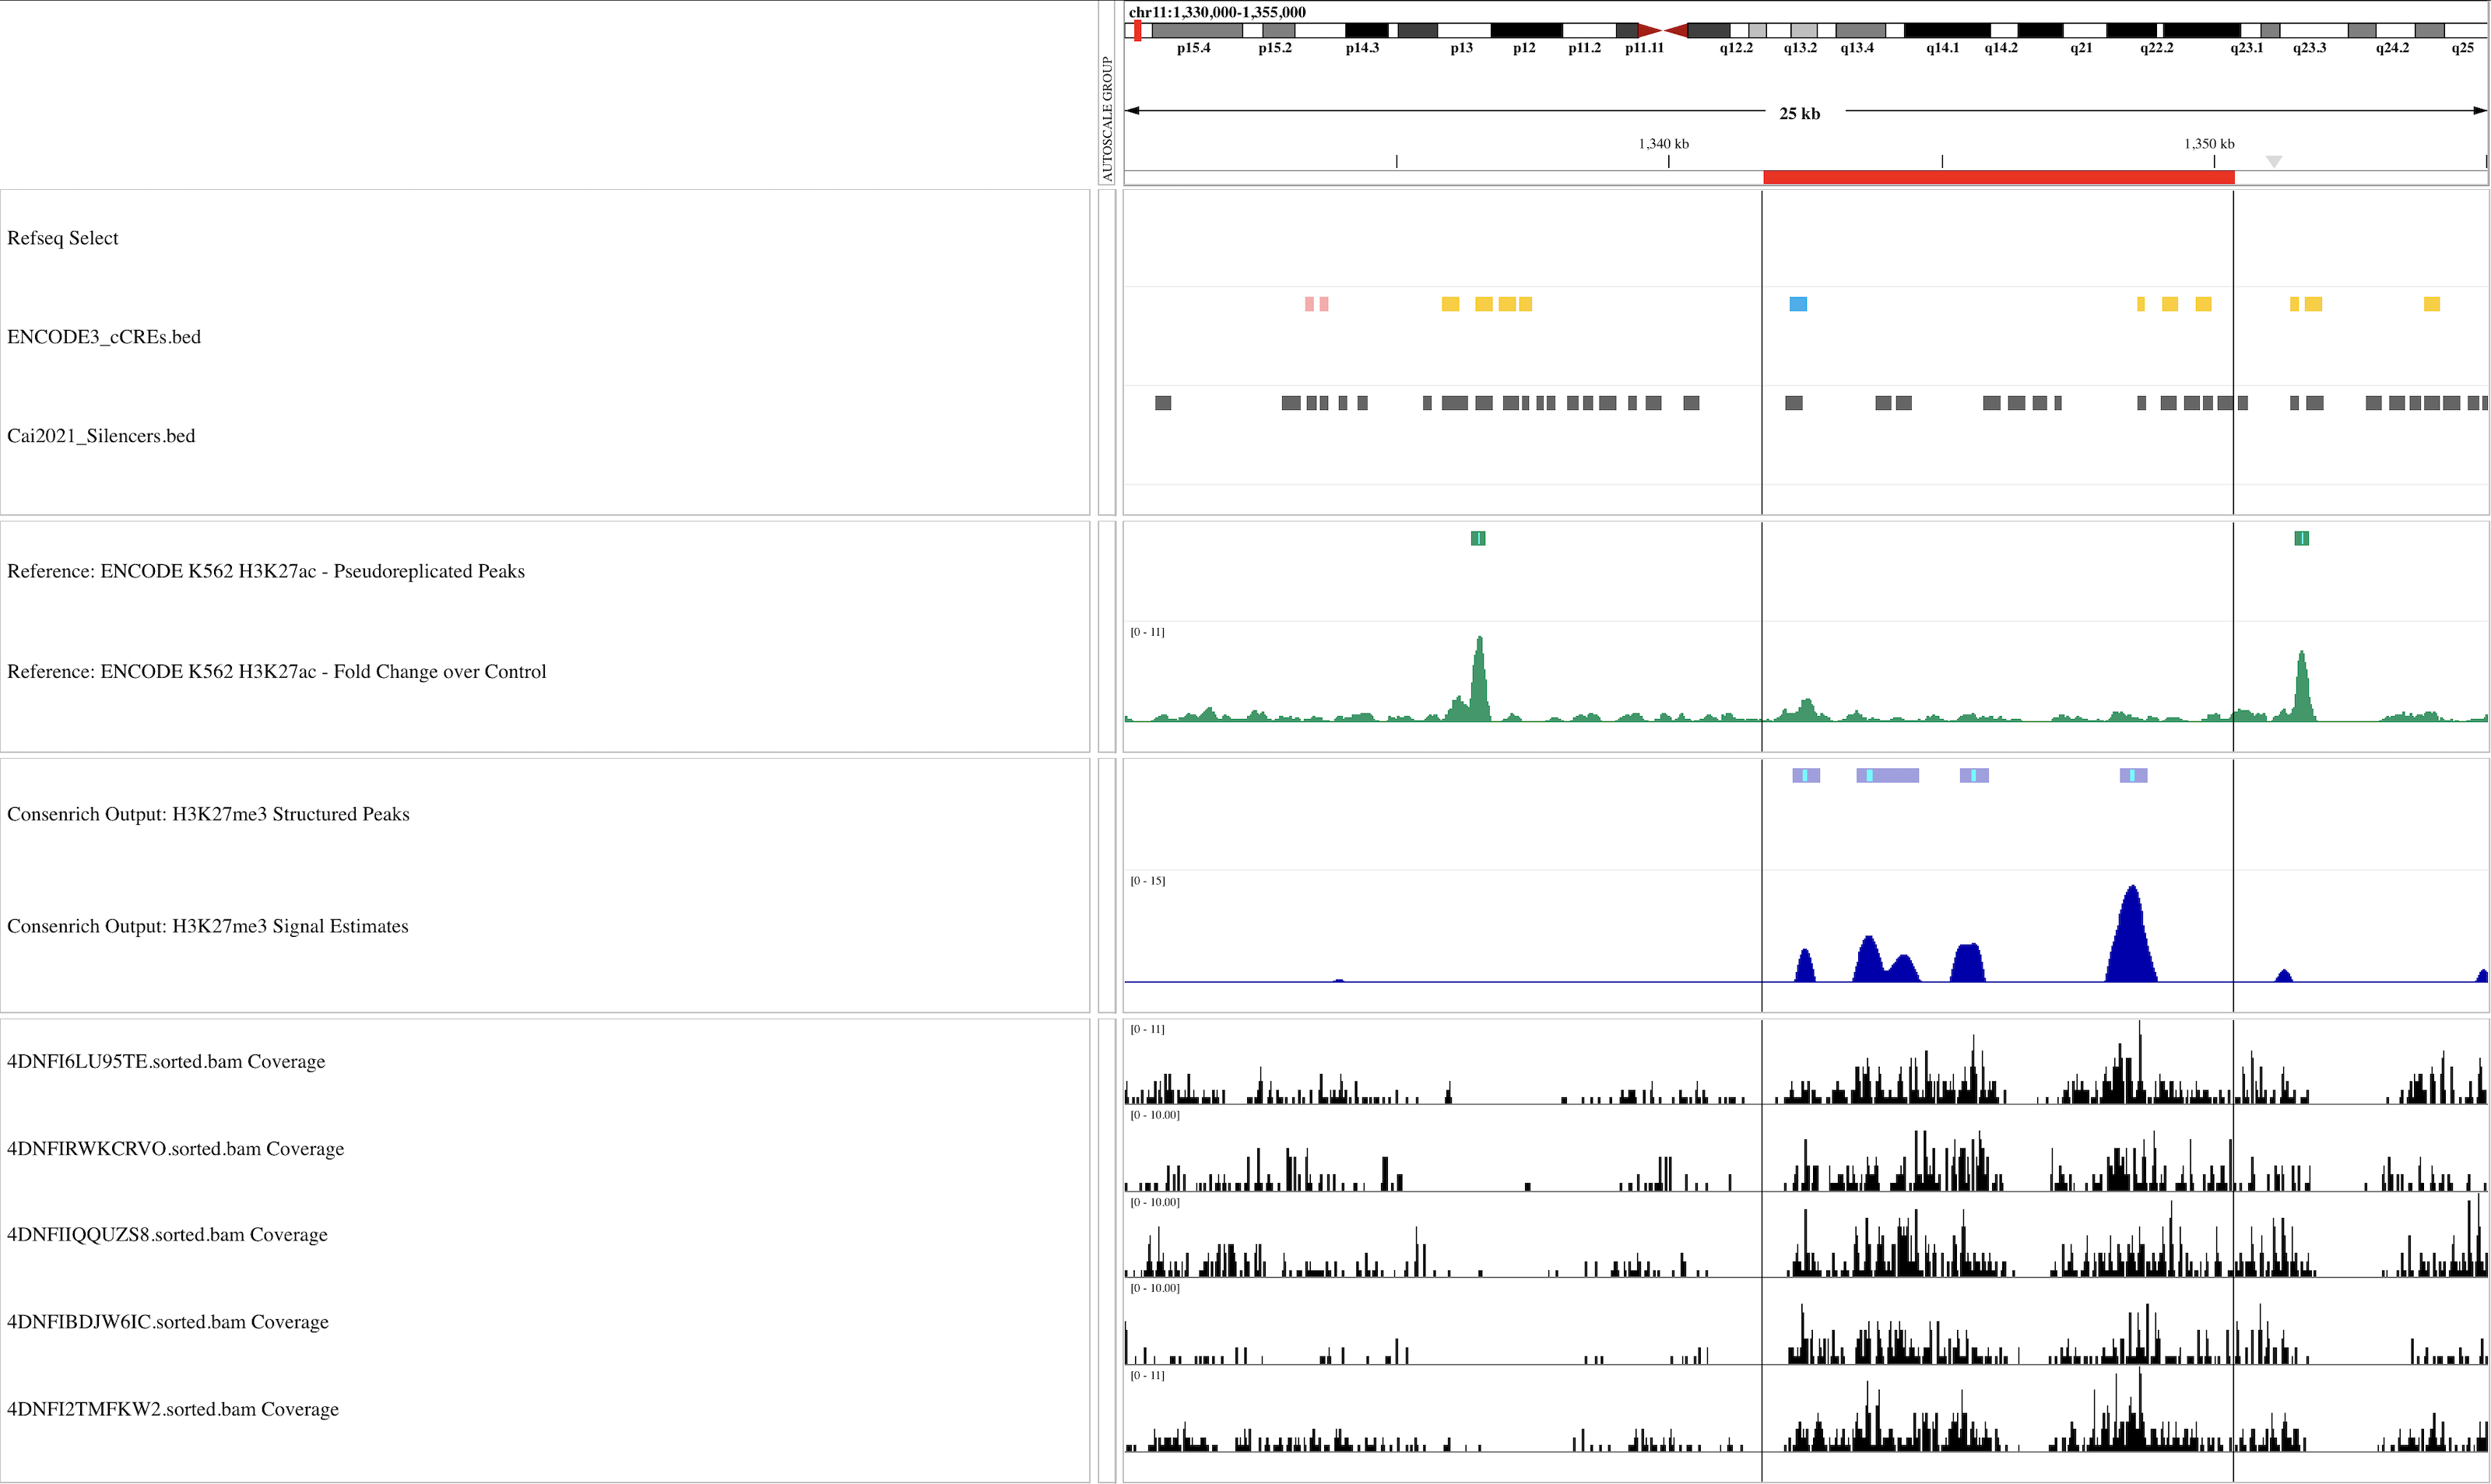 chr11:1,330,000-1,355,000
p15.4 p15.2 p14.3 p13 p12 p11.2 p11.11 q12.2 q13.2 q13.4 q14.1 q14.2 q21 q22.2 q23.1 q23.3 q24.2 q25
AUTOSCALE GROUP
25 kb
1,340 kb 1,350 kb
Refseq Select
ENCODE3_cCREs.bed
Cai2021_Silencers.bed
Reference: ENCODE K562 H3K27ac - Pseudoreplicated Peaks
[0 - 11]
Reference: ENCODE K562 H3K27ac - Fold Change over Control
Consenrich Output: H3K27me3 Structured Peaks
[0 - 15]
Consenrich Output: H3K27me3 Signal Estimates
[0 - 11]
4DNFI6LU95TE.sorted.bam Coverage
[0 - 10.00]
4DNFIRWKCRVO.sorted.bam Coverage
[0 - 10.00]
4DNFIIQQUZS8.sorted.bam Coverage
[0 - 10.00]
4DNFIBDJW6IC.sorted.bam Coverage
[0 - 11]
4DNFI2TMFKW2.sorted.bam Coverage